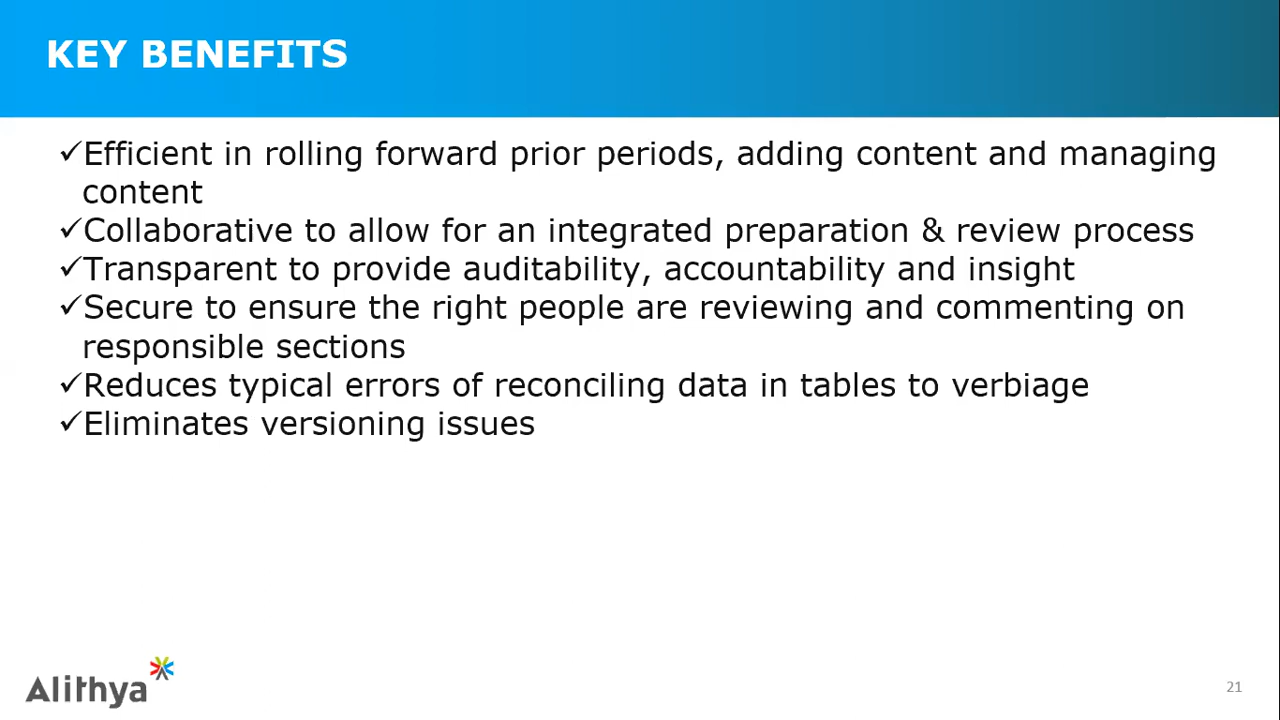 KEY BENEFITS
✓Efficient in rolling forward prior periods, adding content and managing
content
✓Collaborative to allow for an integrated preparation & review process
✓Transparent to provide auditability, accountability and insight
✓Secure to ensure the right people are reviewing and commenting on
responsible sections
✓Reduces typical errors of reconciling data in tables to verbiage
✓Eliminates versioning issues
Alithya
21